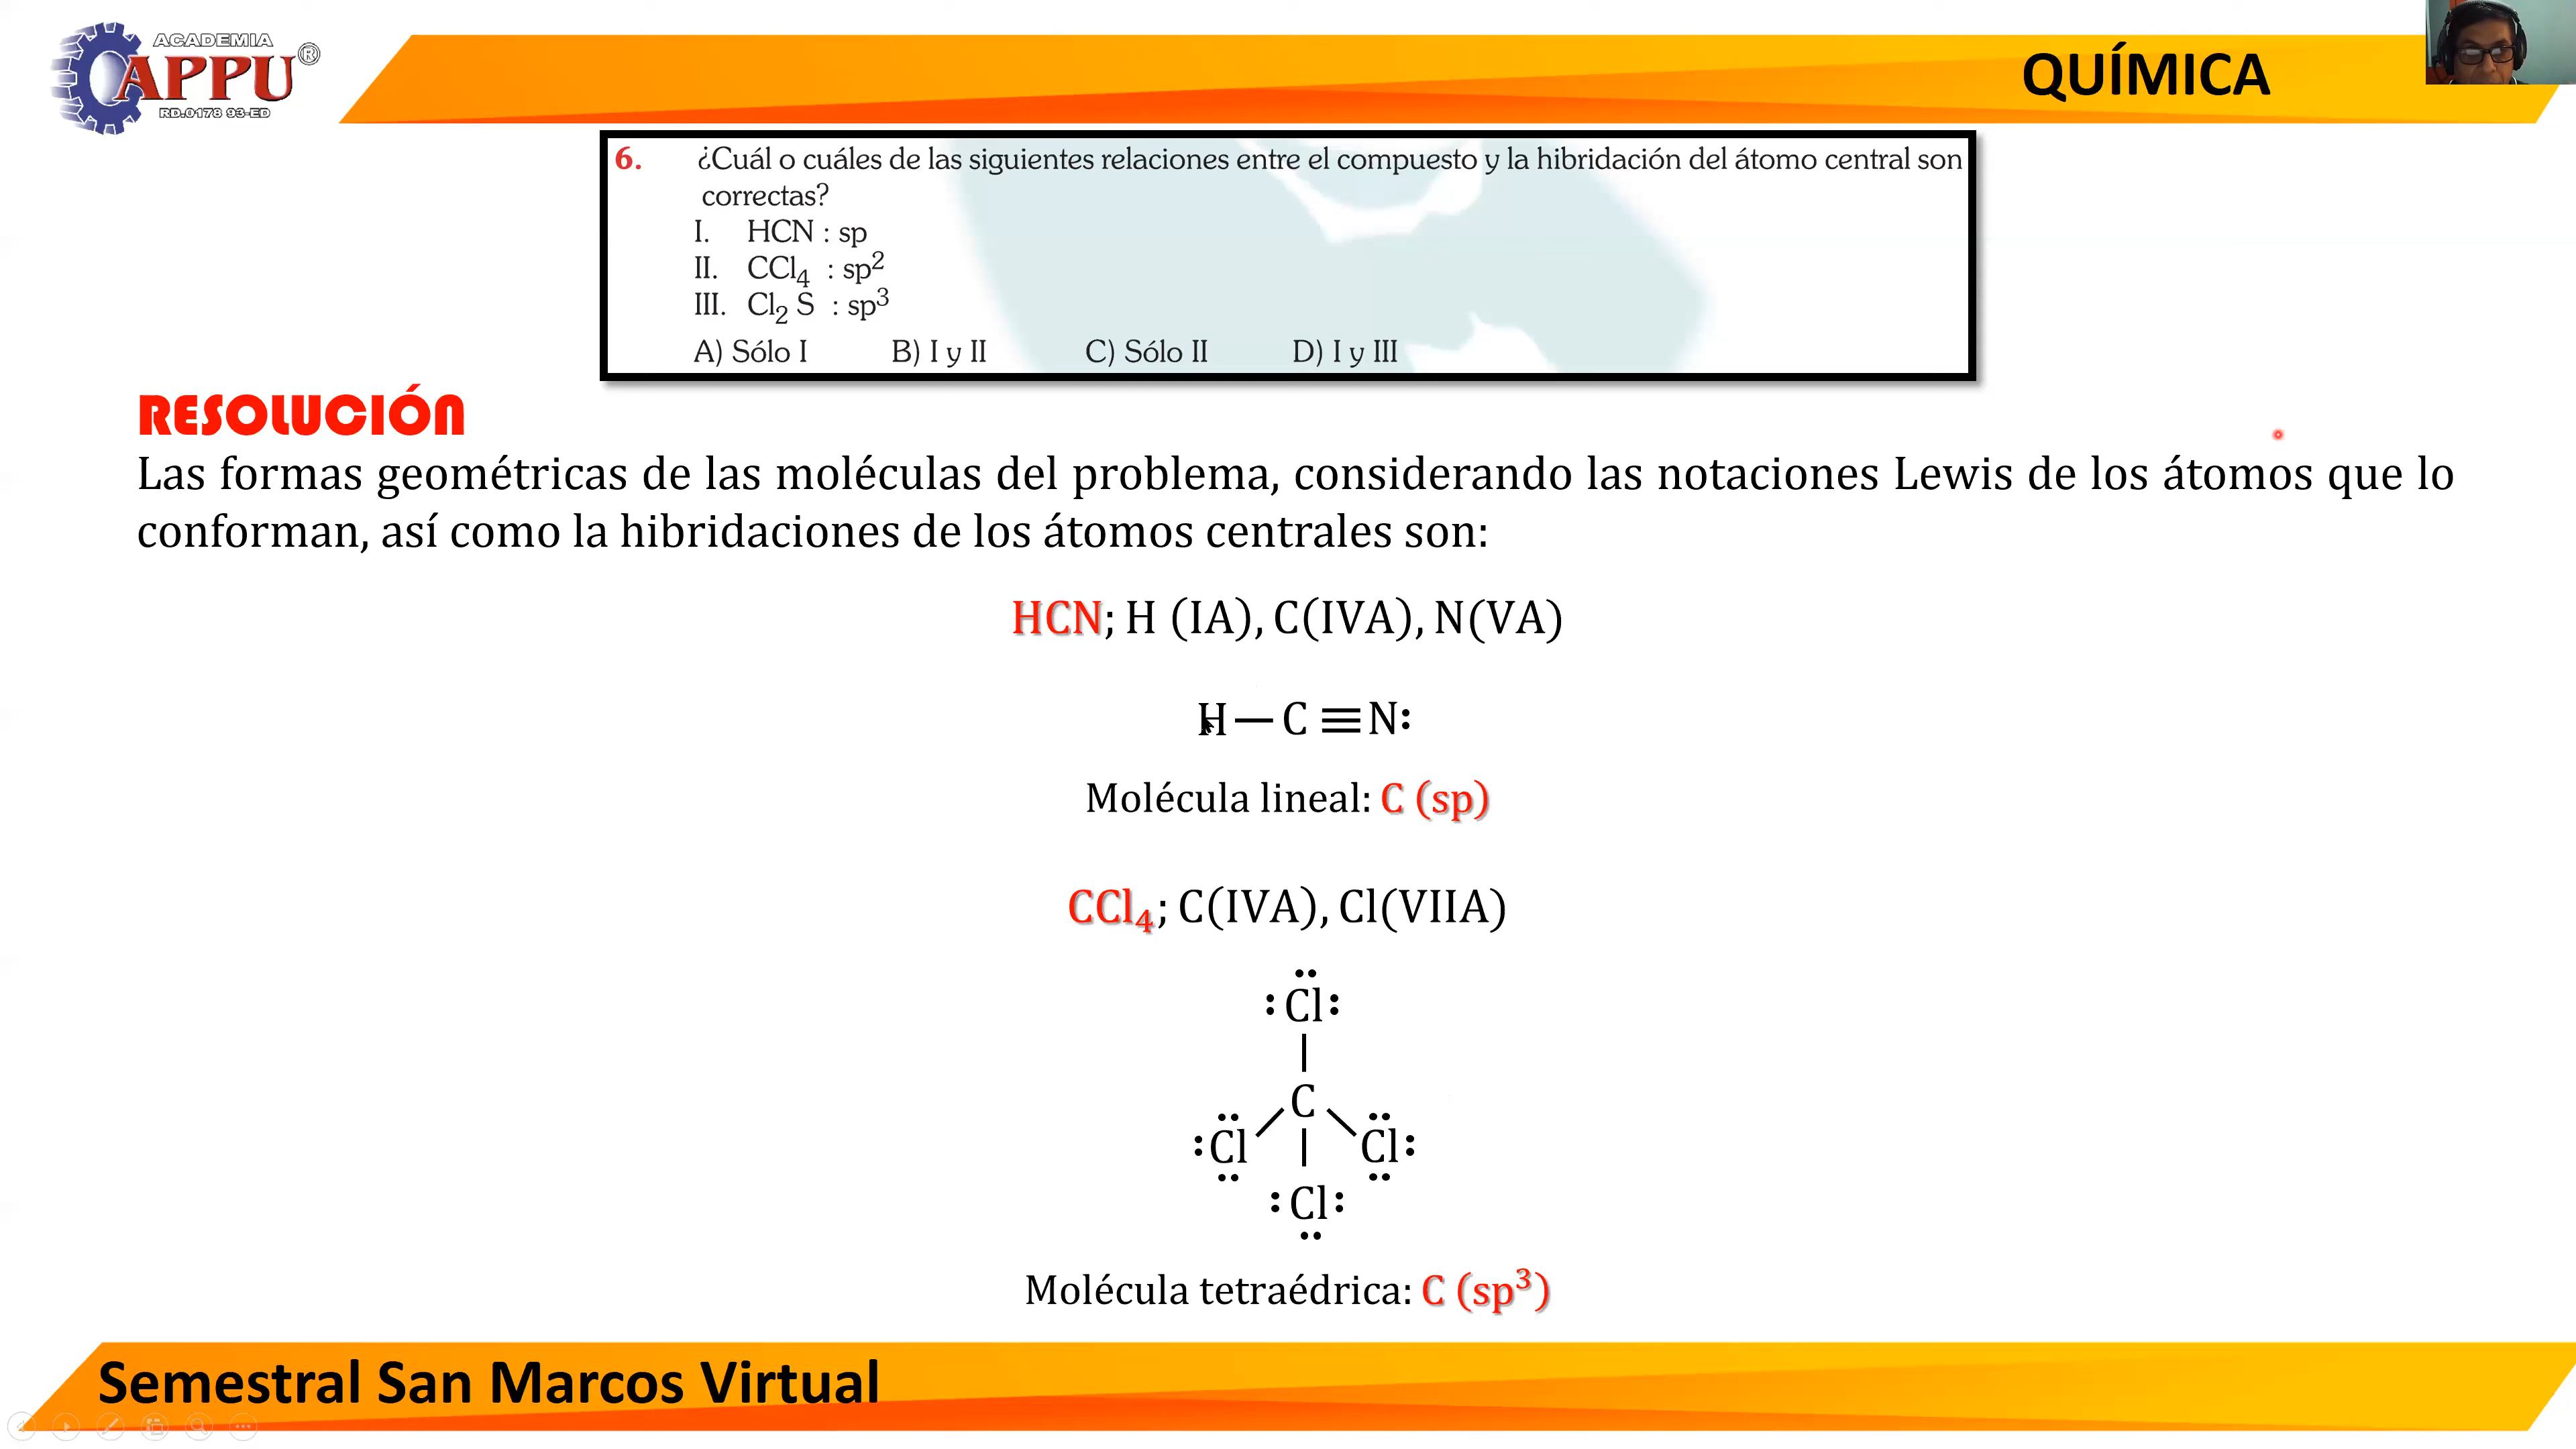 ACADEMIA
APPU®
RD.0178 93-ED
QUÍMICA
6. ¿Cuál o cuáles de las siguientes relaciones entre el compuesto y la hibridación del átomo central son
correctas?
I. HCN : sp
II. CCl₄ : sp²
III. Cl₂ S : sp³
A) Sólo I B) I y II C) Sólo II D) I y III
RESOLUCIÓN
Las formas geométricas de las moléculas del problema, considerando las notaciones Lewis de los átomos que lo
conforman, así como la hibridaciones de los átomos centrales son:
HCN; H (IA), C(IVA), N(VA)
H — C ≡ N:
Molécula lineal: C (sp)
CCl₄; C(IVA), Cl(VIIA)
Cl
C
Cl Cl
Cl
Molécula tetraédrica: C (sp³)
Semestral San Marcos Virtual